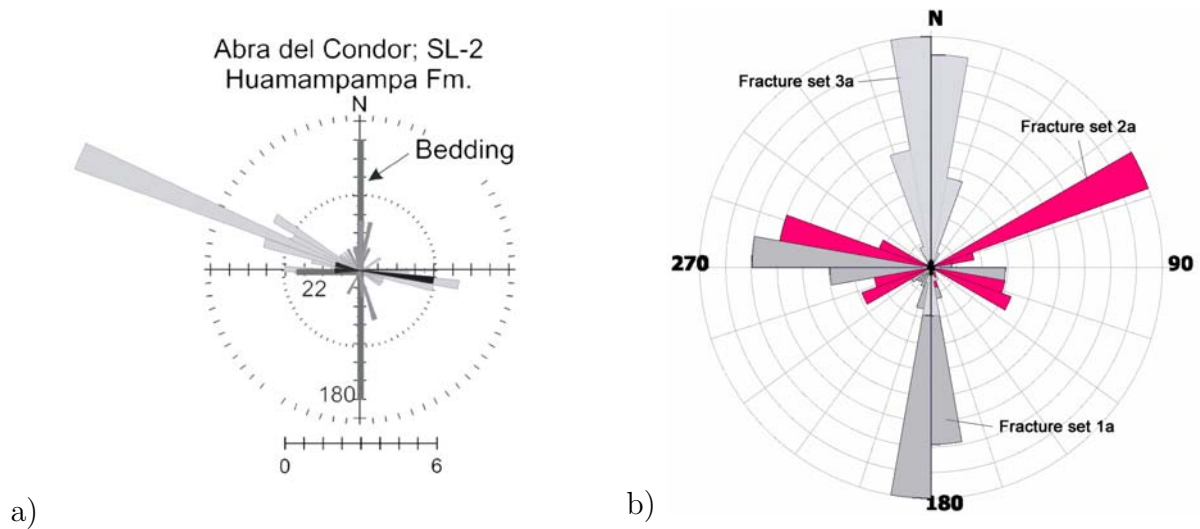 Abra del Condor; SL-2
Huamampampa Fm.
N
Bedding
22
180
0 6
a)
N
Fracture set 3a
Fracture set 2a
270
90
Fracture set 1a
180
b)